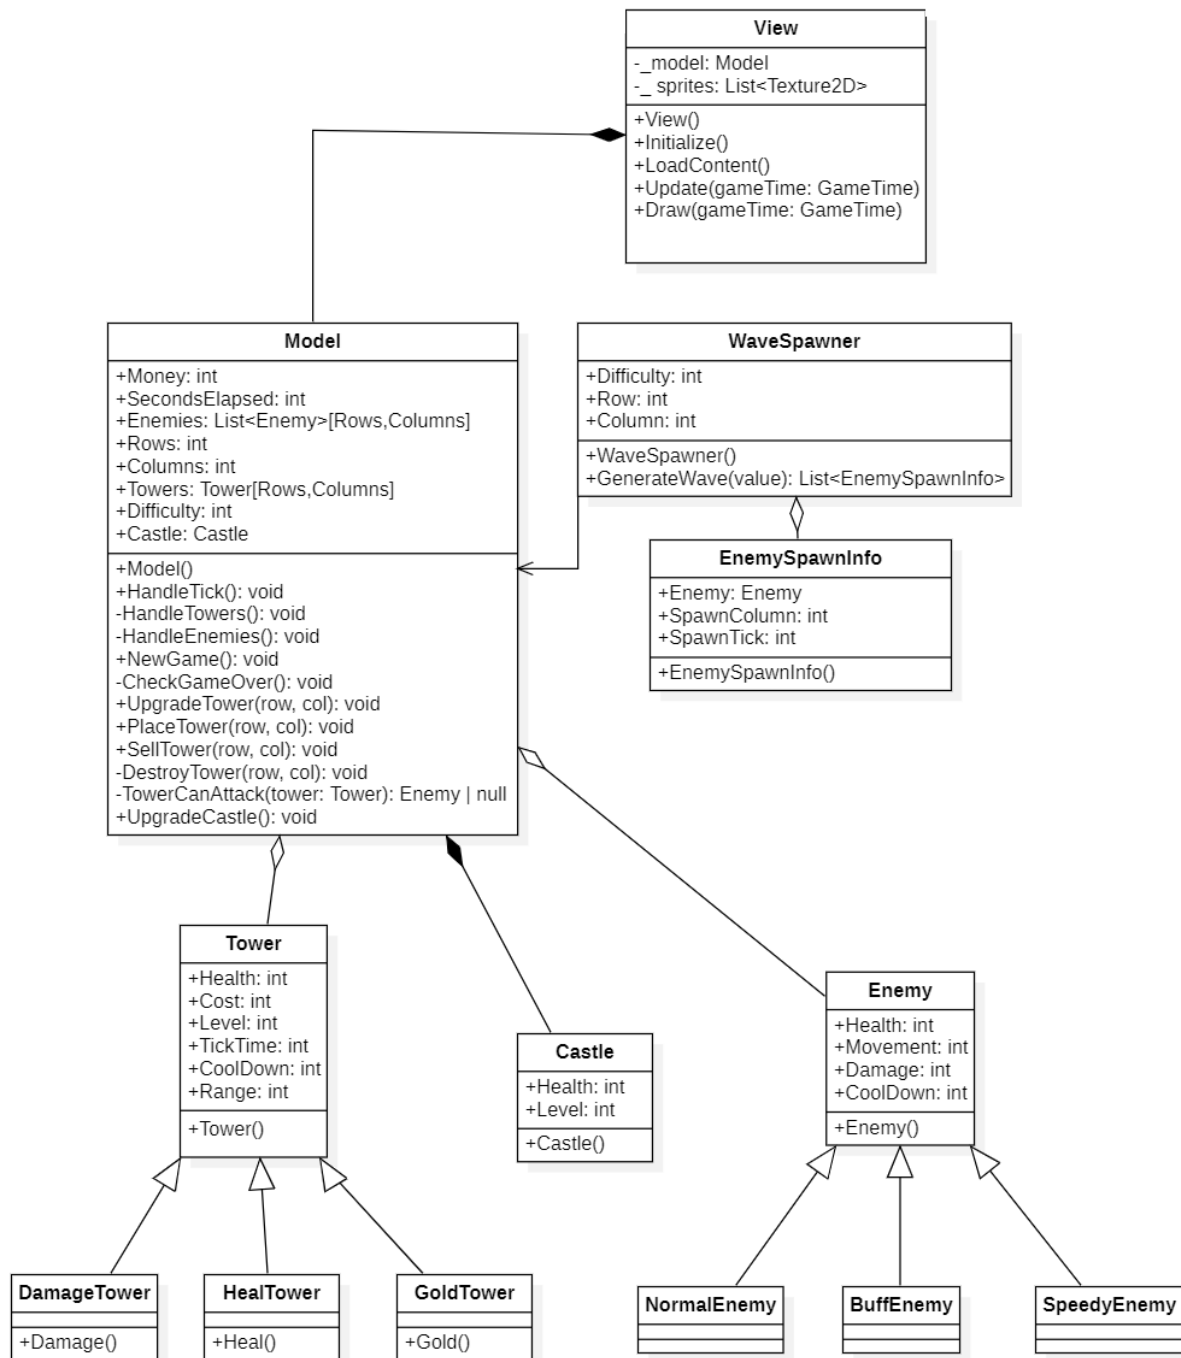 View
-_model: Model
-_ sprites: List<Texture2D>
+View()
+Initialize()
+LoadContent()
+Update(gameTime: GameTime)
+Draw(gameTime: GameTime)
Model
+Money: int
+SecondsElapsed: int
+Enemies: List<Enemy>[Rows,Columns]
+Rows: int
+Columns: int
+Towers: Tower[Rows,Columns]
+Difficulty: int
+Castle: Castle
+Model()
+HandleTick(): void
-HandleTowers(): void
-HandleEnemies(): void
+NewGame(): void
-CheckGameOver(): void
+UpgradeTower(row, col): void
+PlaceTower(row, col): void
+SellTower(row, col): void
-DestroyTower(row, col): void
-TowerCanAttack(tower: Tower): Enemy | null
+UpgradeCastle(): void
WaveSpawner
+Difficulty: int
+Row: int
+Column: int
+WaveSpawner()
+GenerateWave(value): List<EnemySpawnInfo>
EnemySpawnInfo
+Enemy: Enemy
+SpawnColumn: int
+SpawnTick: int
+EnemySpawnInfo()
Tower
+Health: int
+Cost: int
+Level: int
+TickTime: int
+CoolDown: int
+Range: int
+Tower()
Castle
+Health: int
+Level: int
+Castle()
Enemy
+Health: int
+Movement: int
+Damage: int
+CoolDown: int
+Enemy()
DamageTower
+Damage()
HealTower
+Heal()
GoldTower
+Gold()
NormalEnemy
BuffEnemy
SpeedyEnemy